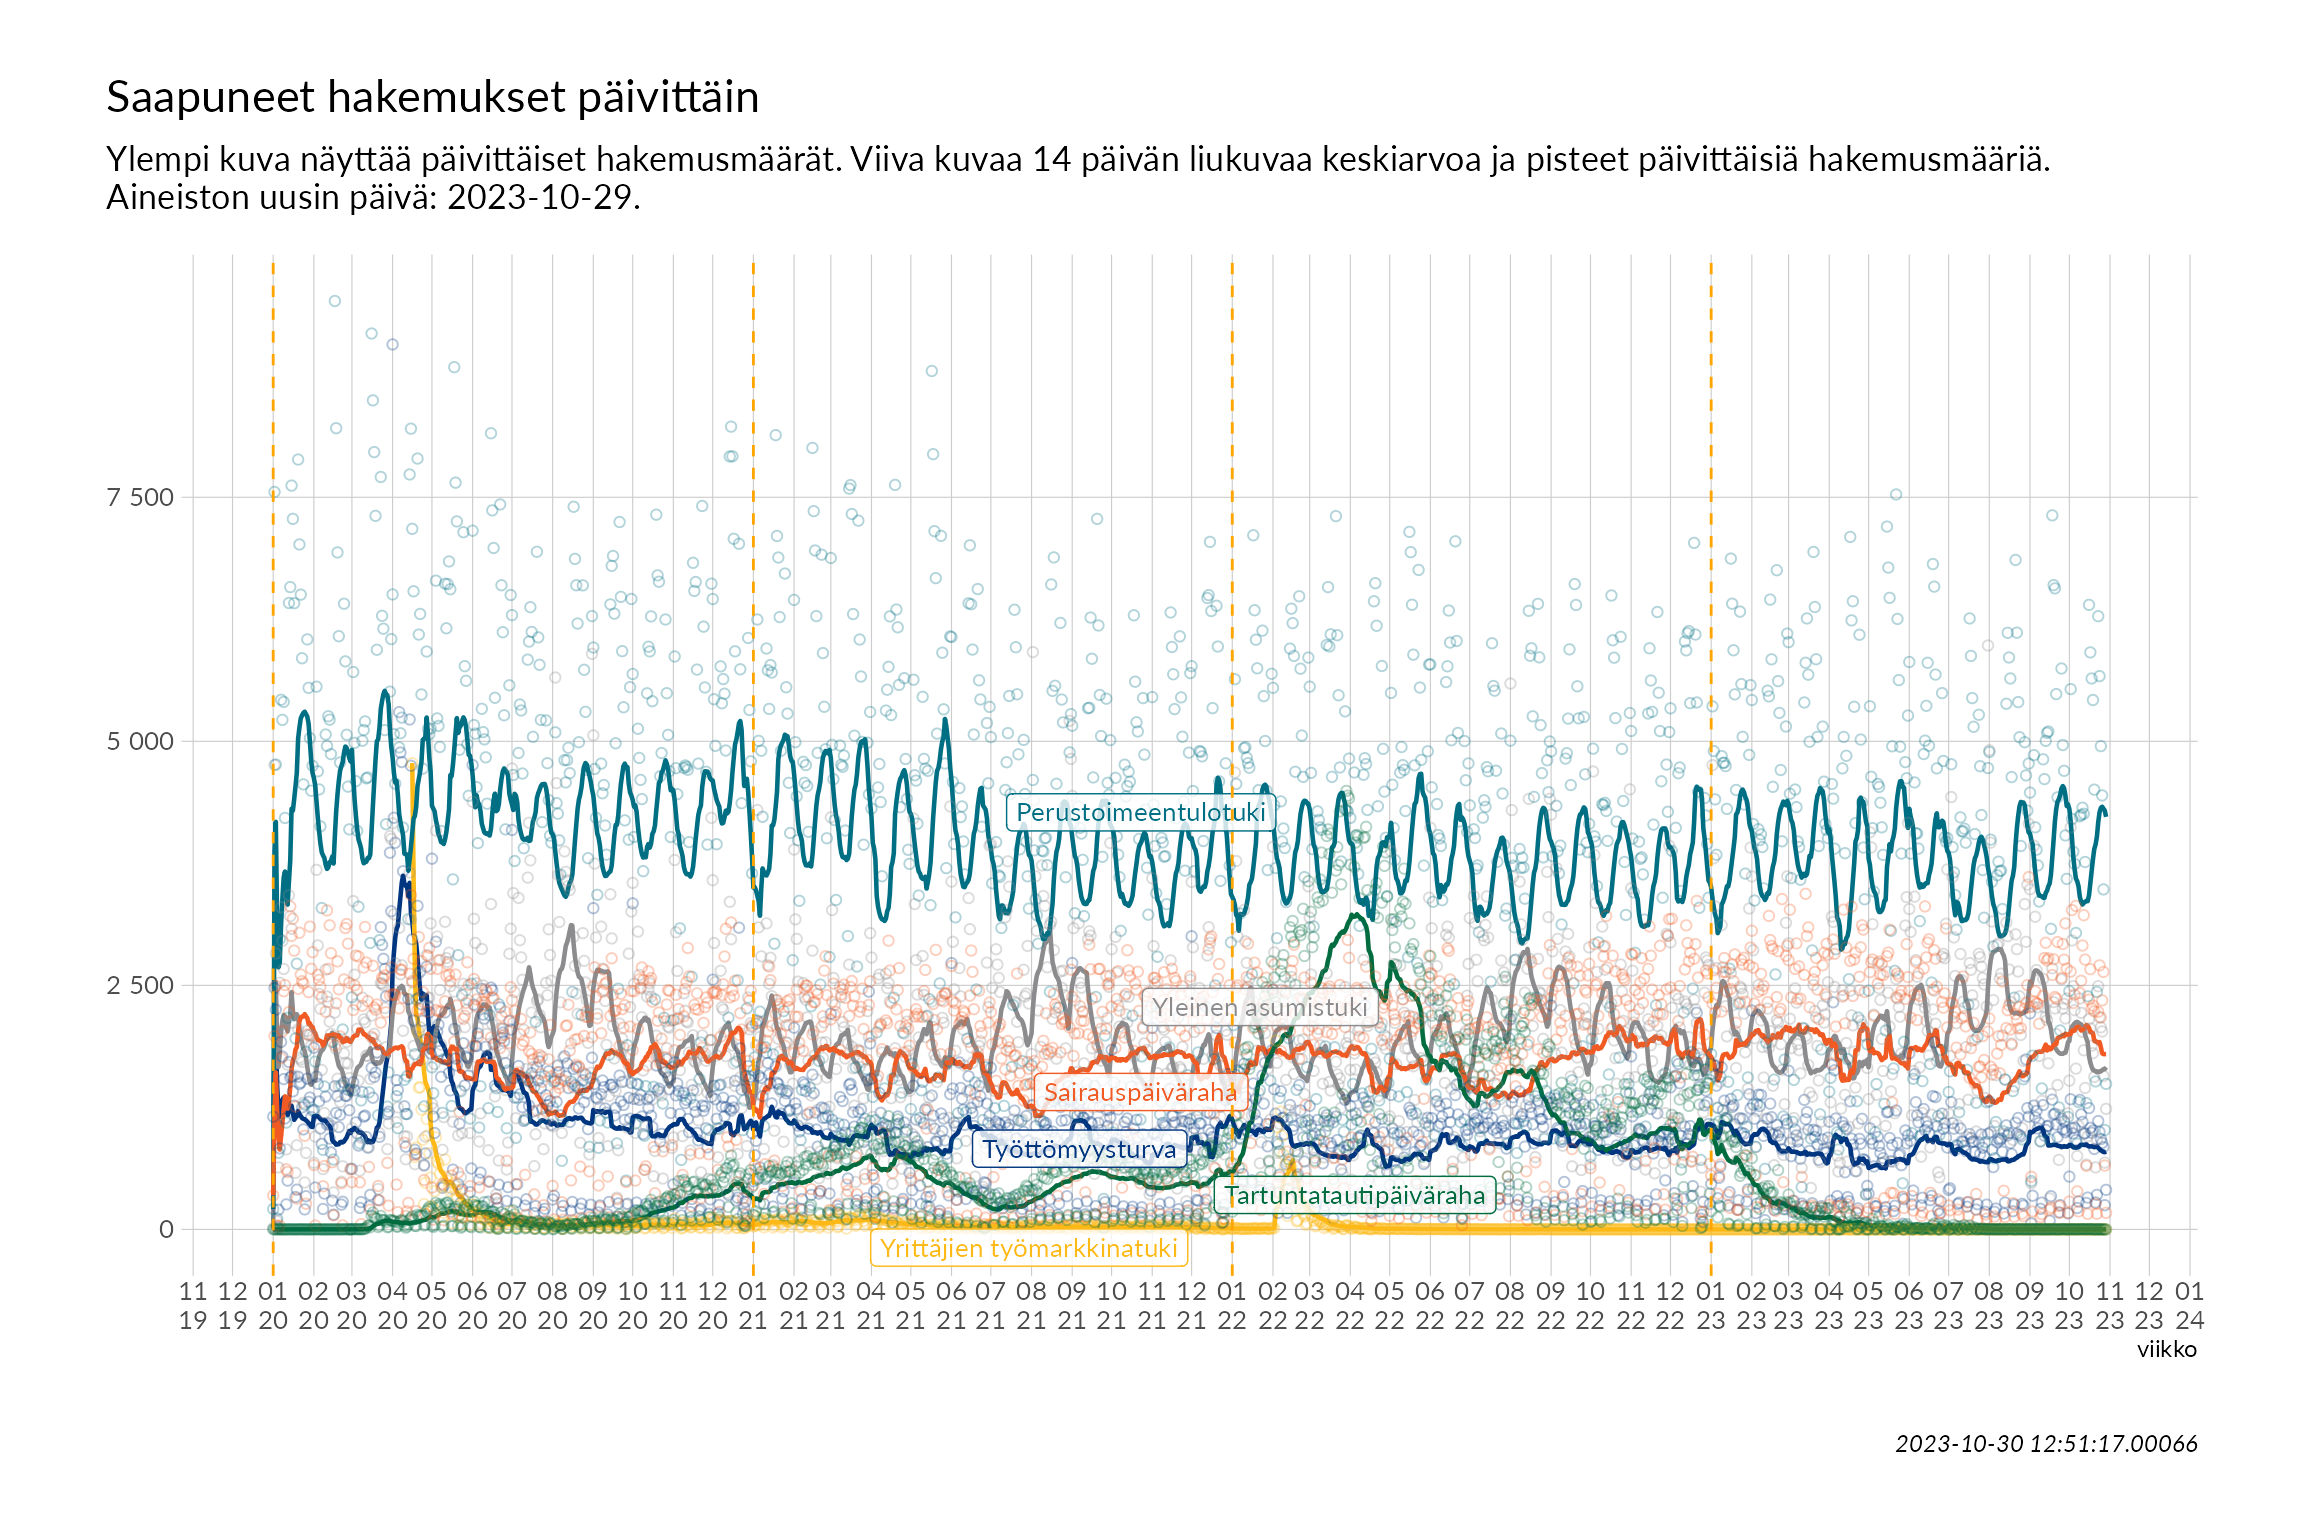 Saapuneet hakemukset päivittäin
Ylempi kuva näyttää päivittäiset hakemusmäärät. Viiva kuvaa 14 päivän liukuvaa keskiarvoa ja pisteet päivittäisiä hakemusmääriä.
Aineiston uusin päivä: 2023-10-29.
7 500
5 000
Perustoimeentulotuki
2 500
Yleinen asumistuki
Sairauspäiväraha
Työttömyysturva
Tartuntatautipäiväraha
0
Yrittäjien työmarkkinatuki
11 12 01 02 03 04 05 06 07 08 09 10 11 12 01 02 03 04 05 06 07 08 09 10 11 12 01 02 03 04 05 06 07 08 09 10 11 12 01 02 03 04 05 06 07 08 09 10 11 12 01
19 19 20 20 20 20 20 20 20 20 20 20 20 20 21 21 21 21 21 21 21 21 21 21 21 21 22 22 22 22 22 22 22 22 22 22 22 22 23 23 23 23 23 23 23 23 23 23 23 23 24
viikko
2023-10-30 12:51:17.00066